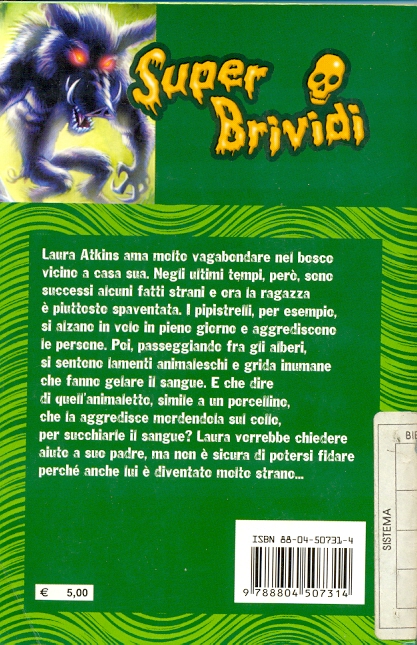 Super
Brividi
Laura Atkins ama molto vagabondare nel bosco
vicino a casa sua. Negli ultimi tempi, però, sono
successi alcuni fatti strani e ora la ragazza
è piuttosto spaventata. I pipistrelli, per esempio,
si alzano in volo in pieno giorno e aggrediscono
le persone. Poi, passeggiando fra gli alberi,
si sentono lamenti animaleschi e grida inumane
che fanno gelare il sangue. E che dire
di quell'animaletto, simile a un porcellino,
che la aggredisce mordendola sul collo,
per succhiarle il sangue? Laura vorrebbe chiedere
aiuto a suo padre, ma non è sicura di potersi fidare
perché anche lui è diventato molto strano...
BI
SISTEMA
ISBN 88-04-50731-4
9 788804 507314
€ 5,00